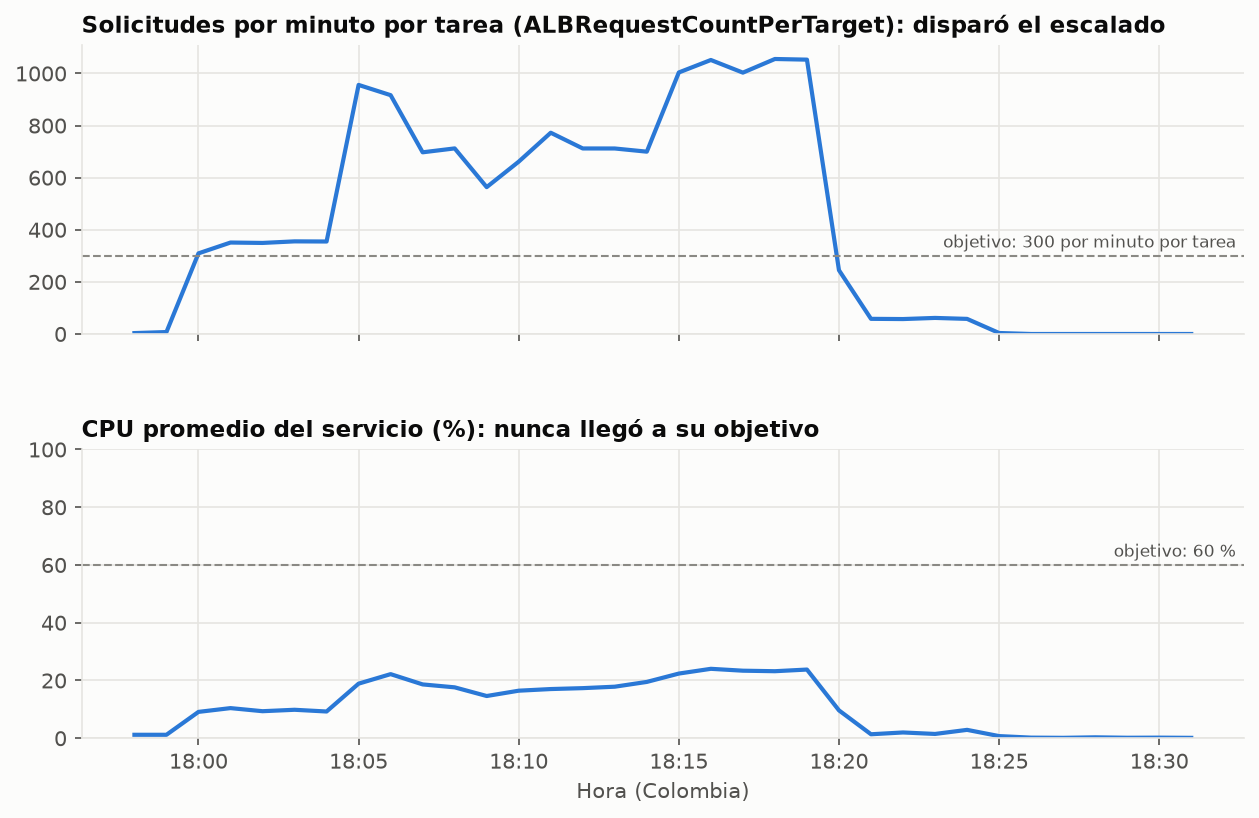 Solicitudes por minuto por tarea (ALBRequestCountPerTarget): disparó el escalado
1000
800
600
400
objetivo: 300 por minuto por tarea
200
0
CPU promedio del servicio (%): nunca llegó a su objetivo
100
80
objetivo: 60 %
60
40
20
0
18:00 18:05 18:10 18:15 18:20 18:25 18:30
Hora (Colombia)